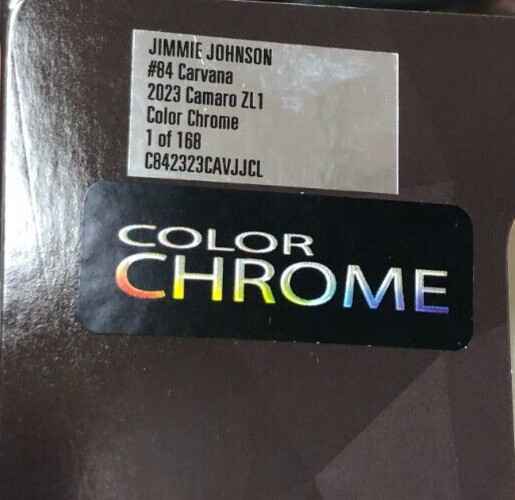 JIMMIE JOHNSON
#84 Carvana
2023 Camaro ZL1
Color Chrome
1 of 168
C842323CAVJJCL
COLOR
CHROME